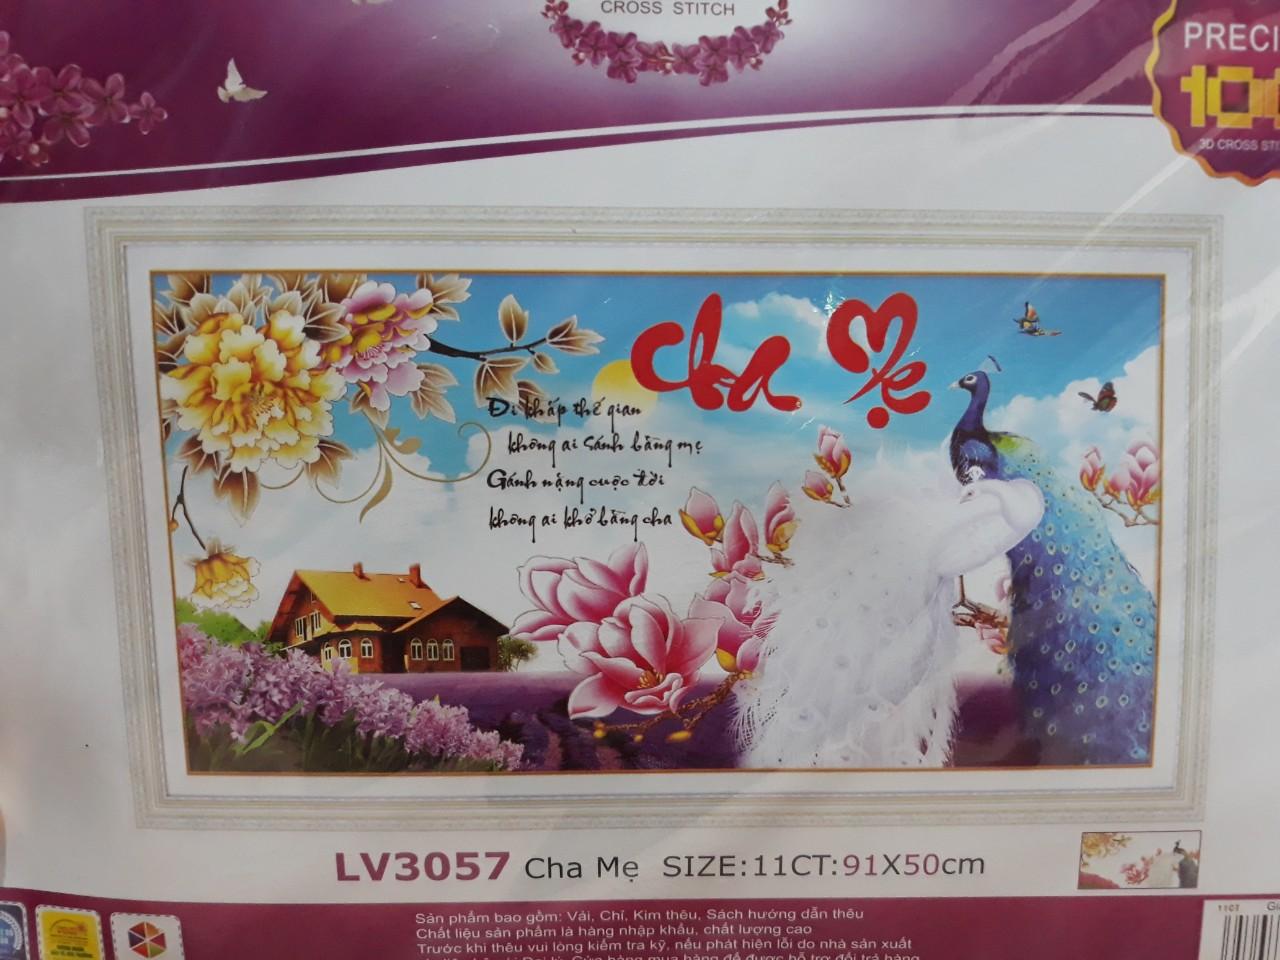 CROSS STITCH
3D CROSS
Cha Mẹ
Đi khắp thế gian
không ai sánh bằng mẹ
Gánh nặng cuộc đời
không ai khổ bằng cha
LV3057 Cha Mẹ SIZE:11CT:91X50cm
11CT
Sản phẩm bao gồm: Vải, Chỉ, Kim thêu, Sách hướng dẫn thêu
Chất liệu sản phẩm là hàng nhập khẩu, chất lượng cao
Trước khi thêu vui lòng kiểm tra kỹ, nếu phát hiện lỗi do nhà sản xuất